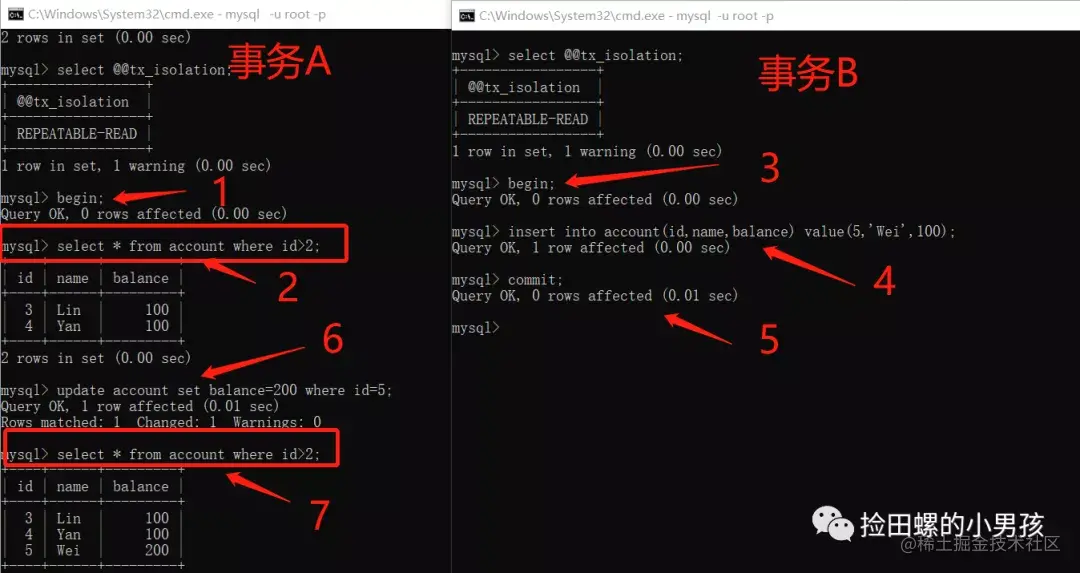 C:\Windows\System32\cmd.exe - mysql  -u root -p
2 rows in set (0.00 sec)
mysql> select @@tx_isolation;
事务A
+-----------------+
| @@tx_isolation  |
+-----------------+
| REPEATABLE-READ |
+-----------------+
1 row in set, 1 warning (0.00 sec)
mysql> begin;
1
Query OK, 0 rows affected (0.00 sec)
mysql> select * from account where id>2;
+----+------+---------+
2
| id | name | balance |
+----+------+---------+
|  3 | Lin  |     100 |
|  4 | Yan  |     100 |
+----+------+---------+
2 rows in set (0.00 sec)
6
mysql> update account set balance=200 where id=5;
Query OK, 1 row affected (0.01 sec)
Rows matched: 1  Changed: 1  Warnings: 0
mysql> select * from account where id>2;
+----+------+---------+
7
| id | name | balance |
+----+------+---------+
|  3 | Lin  |     100 |
|  4 | Yan  |     100 |
|  5 | Wei  |     200 |
+----+------+---------+
C:\Windows\System32\cmd.exe - mysql  -u root -p
mysql> select @@tx_isolation;
事务B
+-----------------+
| @@tx_isolation  |
+-----------------+
| REPEATABLE-READ |
+-----------------+
1 row in set, 1 warning (0.00 sec)
3
mysql> begin;
Query OK, 0 rows affected (0.00 sec)
mysql> insert into account(id,name,balance) value(5,'Wei',100);
Query OK, 1 row affected (0.00 sec)
4
mysql> commit;
Query OK, 0 rows affected (0.01 sec)
5
mysql>
捡田螺的小男孩
@稀土掘金技术社区